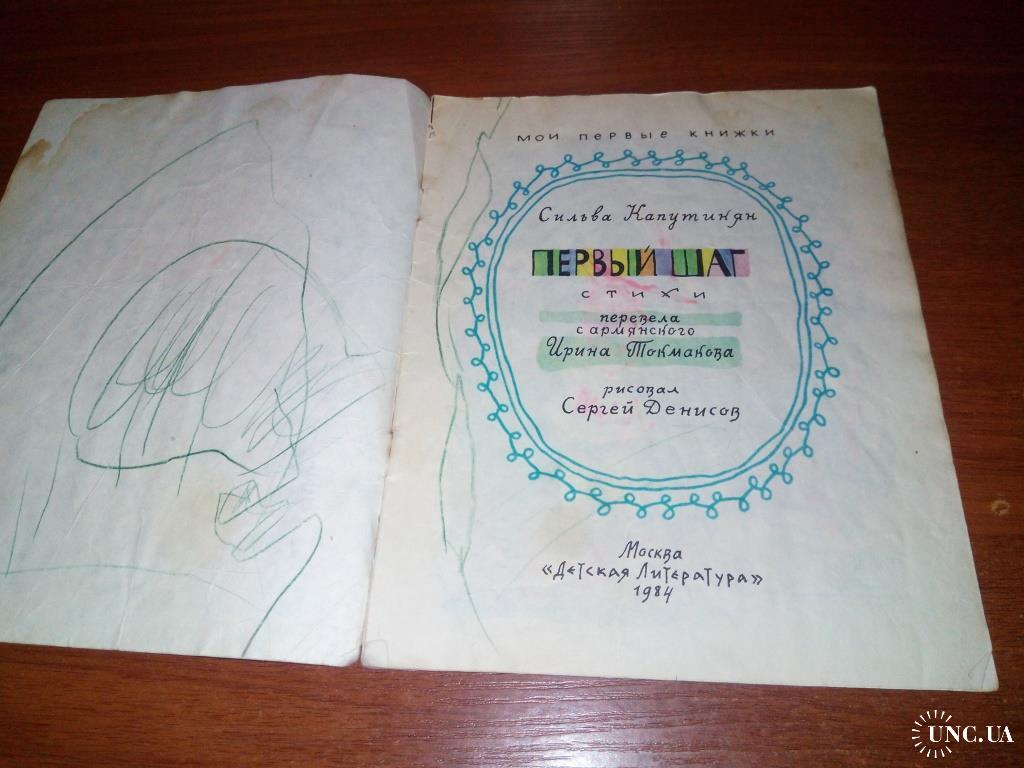 Мои первые книжки
Сильва Капутикян
ПЕРВЫЙ ШАГ
стихи
перевела
с армянского
Ирина Токмакова
рисовал
Сергей Денисов
Москва
«Детская Литература»
1984
UNC.UA